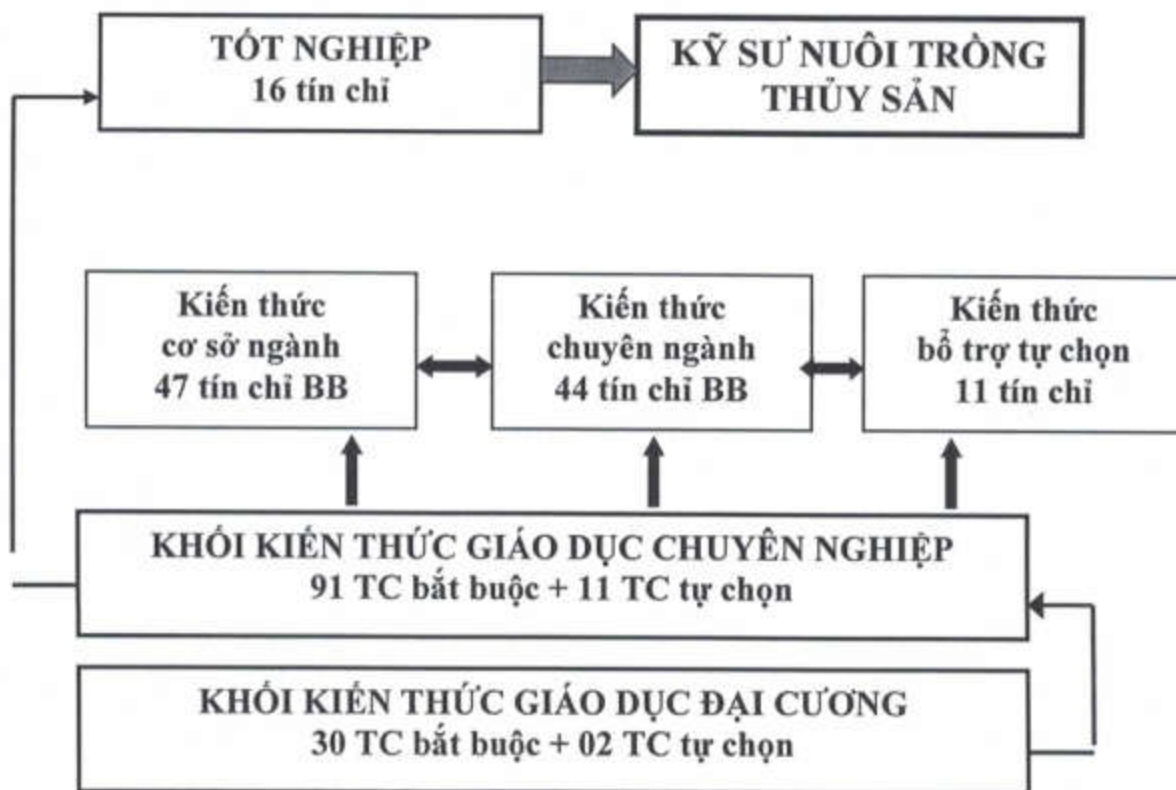 TỐT NGHIỆP
16 tín chỉ
KỸ SƯ NUÔI TRỒNG
THỦY SẢN
Kiến thức
cơ sở ngành
47 tín chỉ BB
Kiến thức
chuyên ngành
44 tín chỉ BB
Kiến thức
bổ trợ tự chọn
11 tín chỉ
KHỐI KIẾN THỨC GIÁO DỤC CHUYÊN NGHIỆP
91 TC bắt buộc + 11 TC tự chọn
KHỐI KIẾN THỨC GIÁO DỤC ĐẠI CƯƠNG
30 TC bắt buộc + 02 TC tự chọn